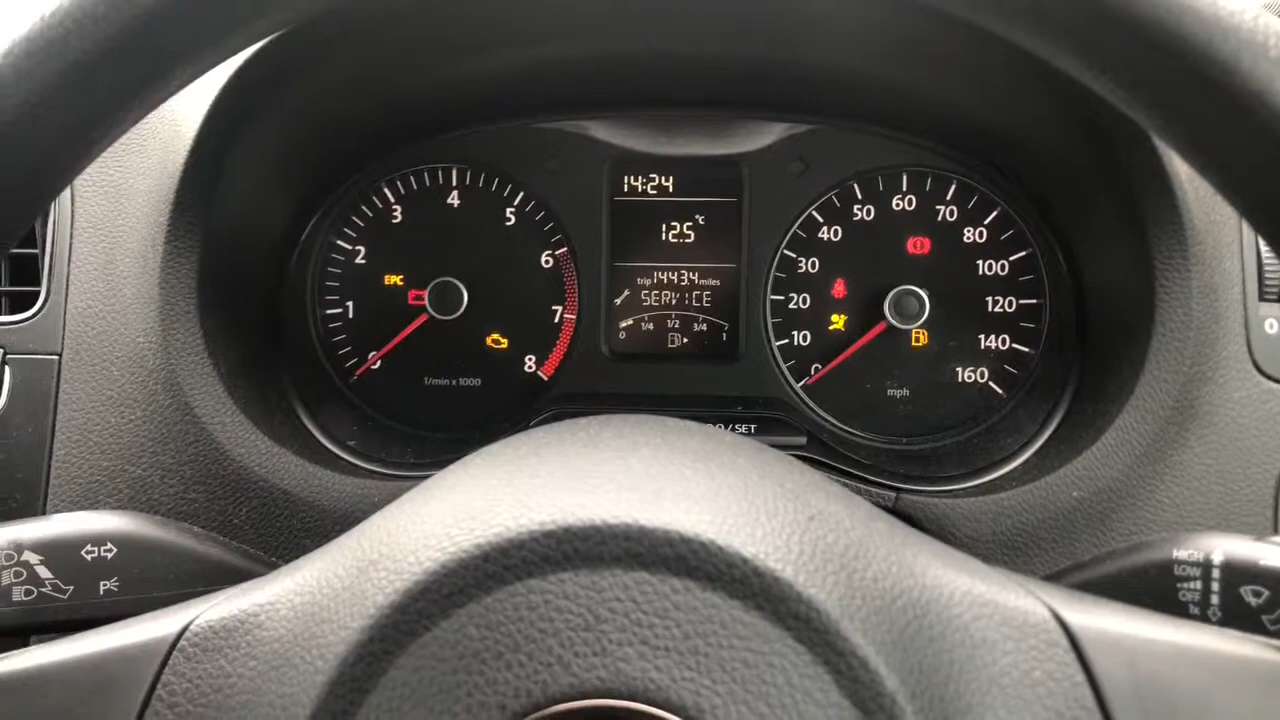 14:24
12.5°C
trip 1443.4 miles
SERVICE
0 1/4 1/2 3/4 1
0 1 2 3 4 5 6 7 8
EPC
1/min x 1000
0 10 20 30 40 50 60 70 80 100 120 140 160
mph
/ SET
P
HIGH
LOW
OFF
1x
0